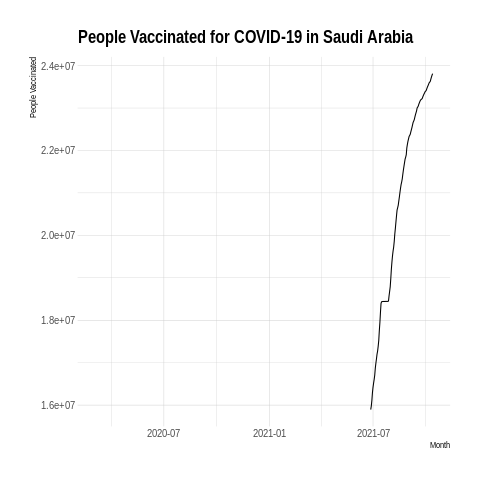 People Vaccinated for COVID-19 in Saudi Arabia
People Vaccinated
2.4e+07
2.2e+07
2.0e+07
1.8e+07
1.6e+07
2020-07
2021-01
2021-07
Month